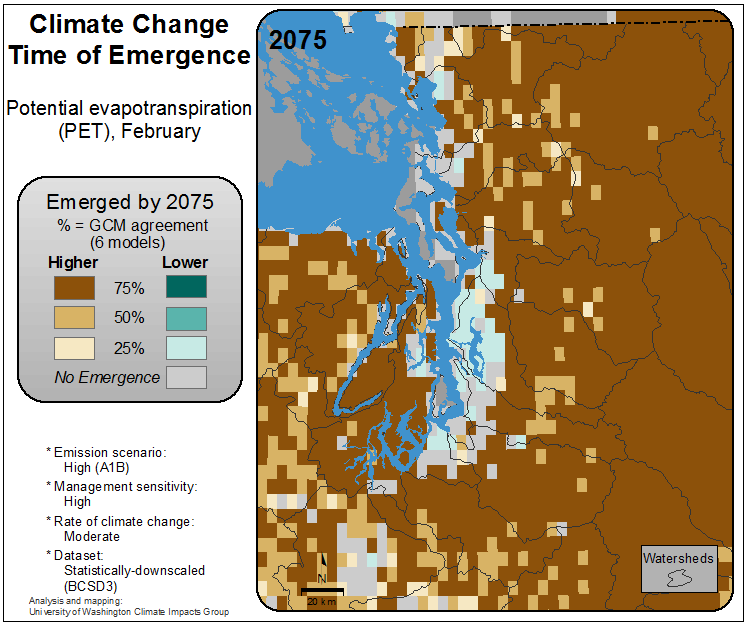 Climate Change
Time of Emergence
Potential evapotranspiration
(PET), February
Emerged by 2075
% = GCM agreement
(6 models)
Higher Lower
75%
50%
25%
No Emergence
* Emission scenario:
High (A1B)
* Management sensitivity:
High
* Rate of climate change:
Moderate
* Dataset:
Statistically-downscaled
(BCSD3)
Analysis and mapping:
University of Washington Climate Impacts Group
2075
N
20 km
Watersheds